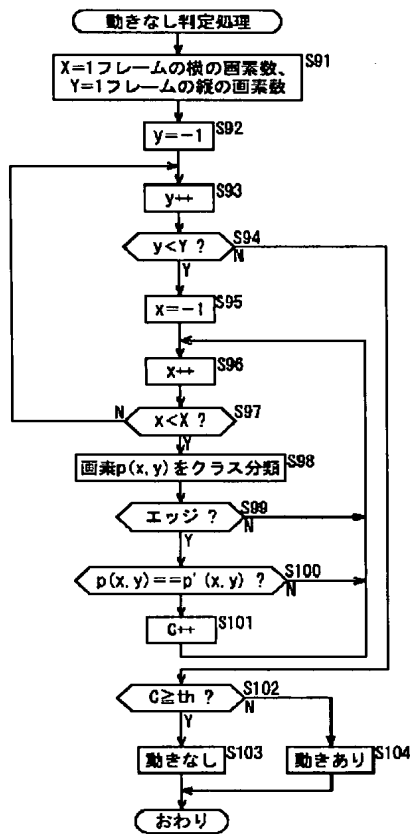 動きなし判定処理
X=1フレームの横の画素数、
Y=1フレームの縦の画素数
S91
y=-1
S92
y++
S93
y<Y ?
S94
N
Y
x=-1
S95
x++
S96
N
x<X ?
S97
Y
画素p(x,y)をクラス分類
S98
エッジ ?
S99
N
Y
p(x,y)==p'(x,y) ?
S100
N
Y
C++
S101
C≧th ?
S102
N
Y
動きなし
S103
動きあり
S104
おわり